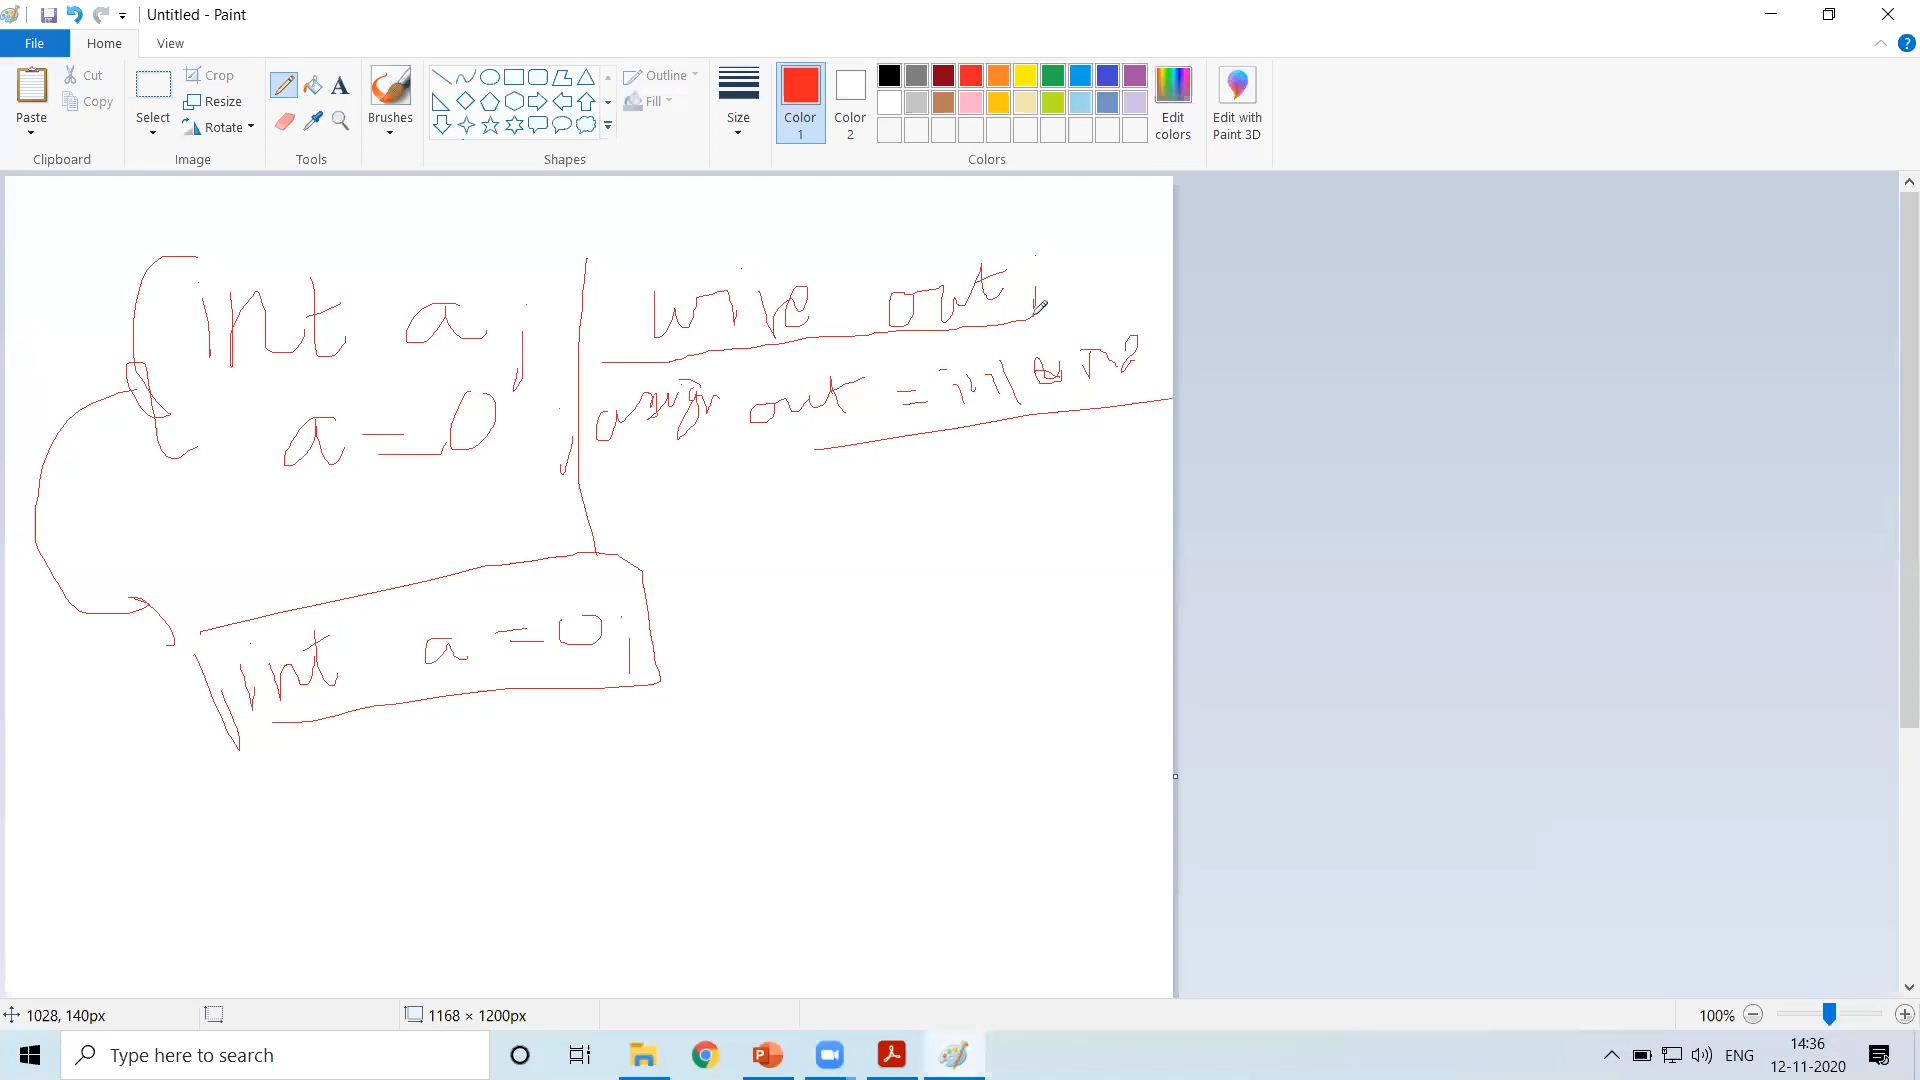 Untitled - Paint
File Home View
Paste Cut Copy Clipboard
Select Crop Resize Rotate Image
Tools
Brushes
Shapes Outline Fill
Size
Color 1 Color 2 Edit colors Colors
Edit with Paint 3D
int a;
a = 0;
int a = 0;
wire out;
assign out = in1 & in2
1028, 140px
1168 × 1200px
100%
Type here to search
ENG
14:36
12-11-2020